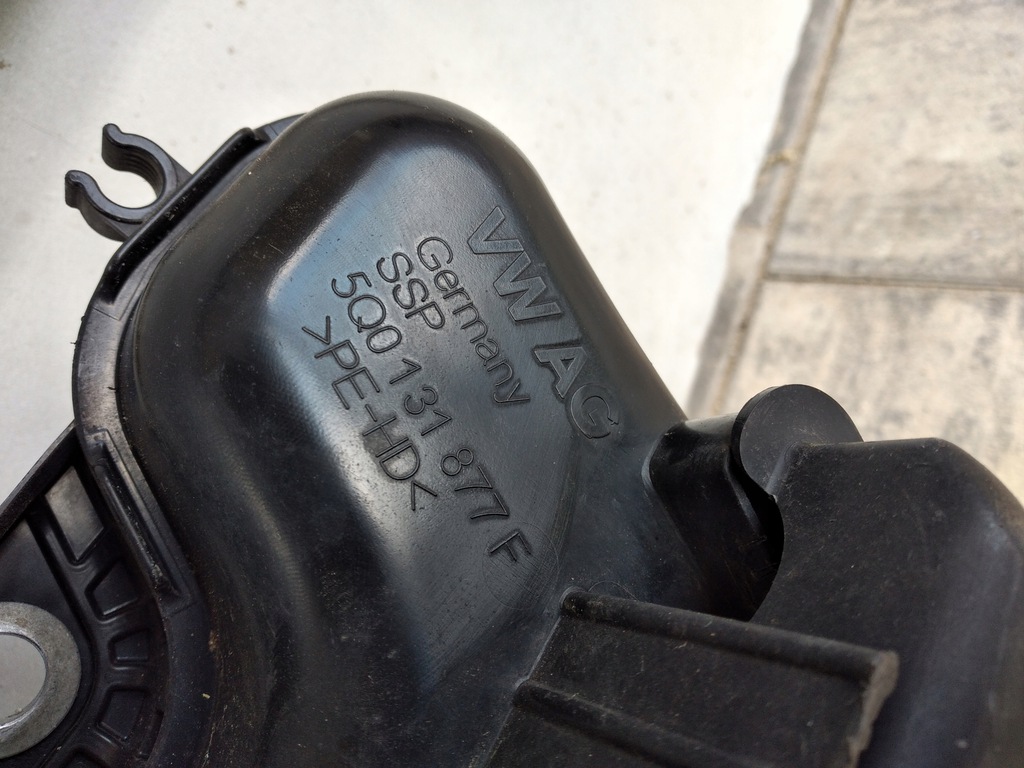 VW AG
Germany
SSP
5Q0 131 877 F
>PE-HD<